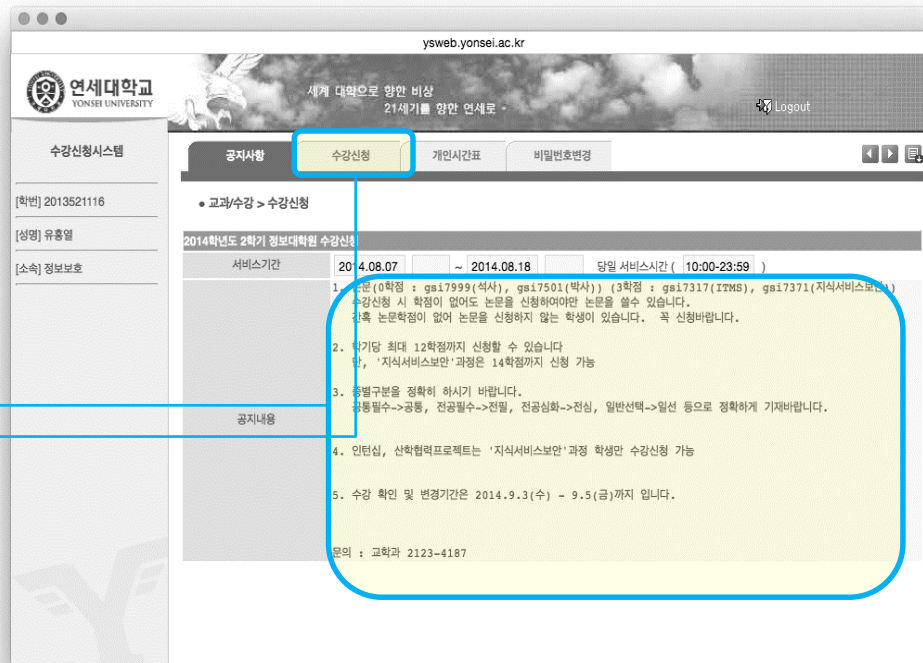 ysweb.yonsei.ac.kr
연세대학교
YONSEI UNIVERSITY
세계 대학으로 향한 비상
21세기를 향한 연세로
Logout
수강신청시스템
공지사항
수강신청
개인시간표
비밀번호변경
[학번] 2013521116
[성명] 유홍열
[소속] 정보보호
● 교과/수강 > 수강신청
2014학년도 2학기 정보대학원 수강신청
서비스기간 2014.08.07 ~ 2014.08.18 당일 서비스시간 ( 10:00-23:59 )
공지내용
1. 논문(0학점 : gsi7999(석사), gsi7501(박사)) (3학점 : gsi7317(ITMS), gsi7371(지식서비스보안))
수강신청 시 학점이 없어도 논문을 신청하여야만 논문을 쓸수 있습니다.
간혹 논문학점이 없어 논문을 신청하지 않는 학생이 있습니다. 꼭 신청바랍니다.
2. 학기당 최대 12학점까지 신청할 수 있습니다
단, '지식서비스보안'과정은 14학점까지 신청 가능
3. 종별구분을 정확히 하시기 바랍니다.
공통필수->공통, 전공필수->전필, 전공심화->전심, 일반선택->일선 등으로 정확하게 기재바랍니다.
4. 인턴십, 산학협력프로젝트는 '지식서비스보안'과정 학생만 수강신청 가능
5. 수강 확인 및 변경기간은 2014.9.3(수) - 9.5(금)까지 입니다.
문의 : 교학과 2123-4187